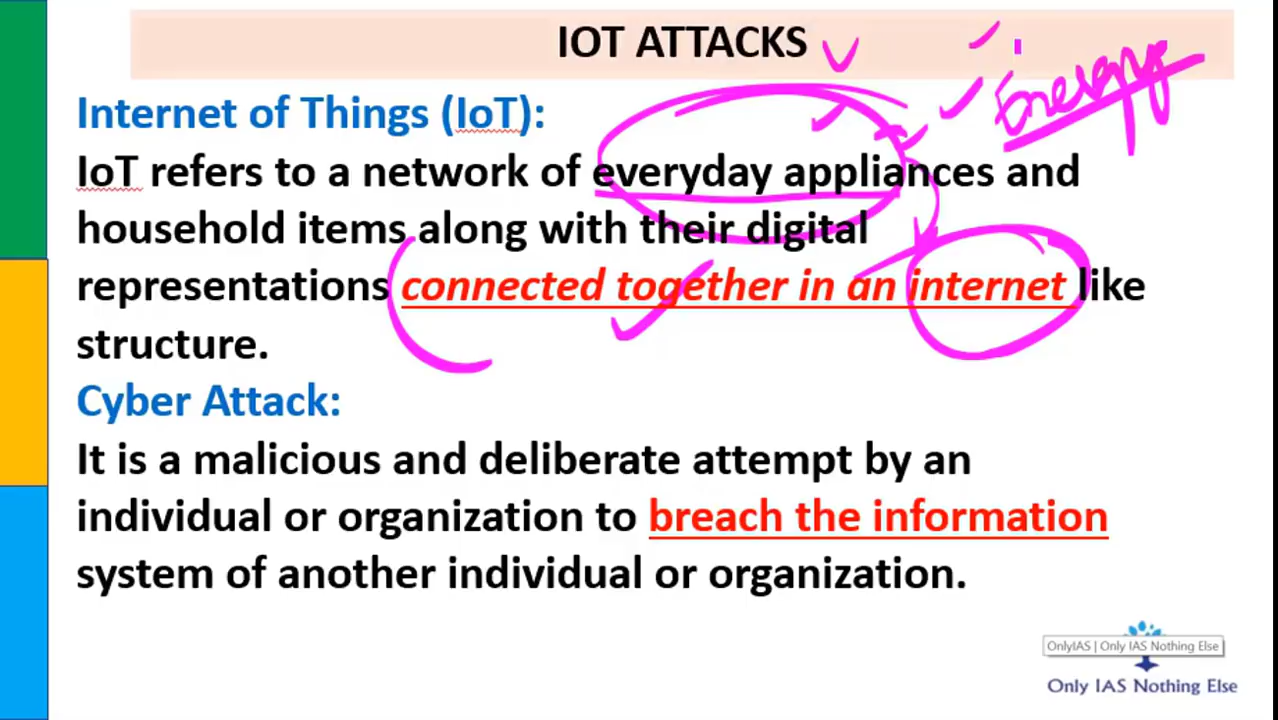 IOT ATTACKS
Energy
Internet of Things (IoT):
IoT refers to a network of everyday appliances and
household items along with their digital
representations connected together in an internet like
structure.
Cyber Attack:
It is a malicious and deliberate attempt by an
individual or organization to breach the information
system of another individual or organization.
OnlyIAS | Only IAS Nothing Else
Only IAS Nothing Else